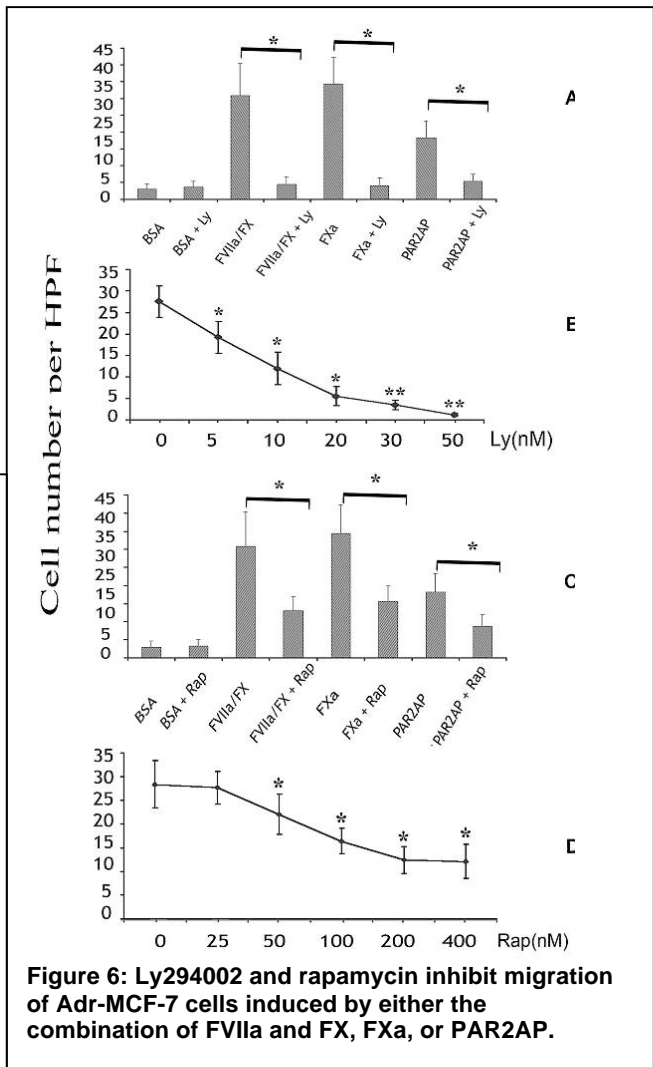 45
40
35
30
25
20
15
10
5
0
*
*
*
A
BSA
BSA + Ly
FVIIa/FX
FVIIa/FX + Ly
FXa
FXa + Ly
PAR2AP
PAR2AP + Ly
Cell number per HPF
35
30
25
20
15
10
5
0
*
*
*
**
**
0 5 10 20 30 50 Ly(nM)
45
40
35
30
25
20
15
10
5
0
*
*
*
C
BSA
BSA + Rap
FVIIa/FX
FVIIa/FX + Rap
FXa
FXa + Rap
PAR2AP
PAR2AP + Rap
35
30
25
20
15
10
5
0
*
*
*
*
D
0 25 50 100 200 400 Rap(nM)
Figure 6: Ly294002 and rapamycin inhibit migration
of Adr-MCF-7 cells induced by either the
combination of FVIIa and FX, FXa, or PAR2AP.